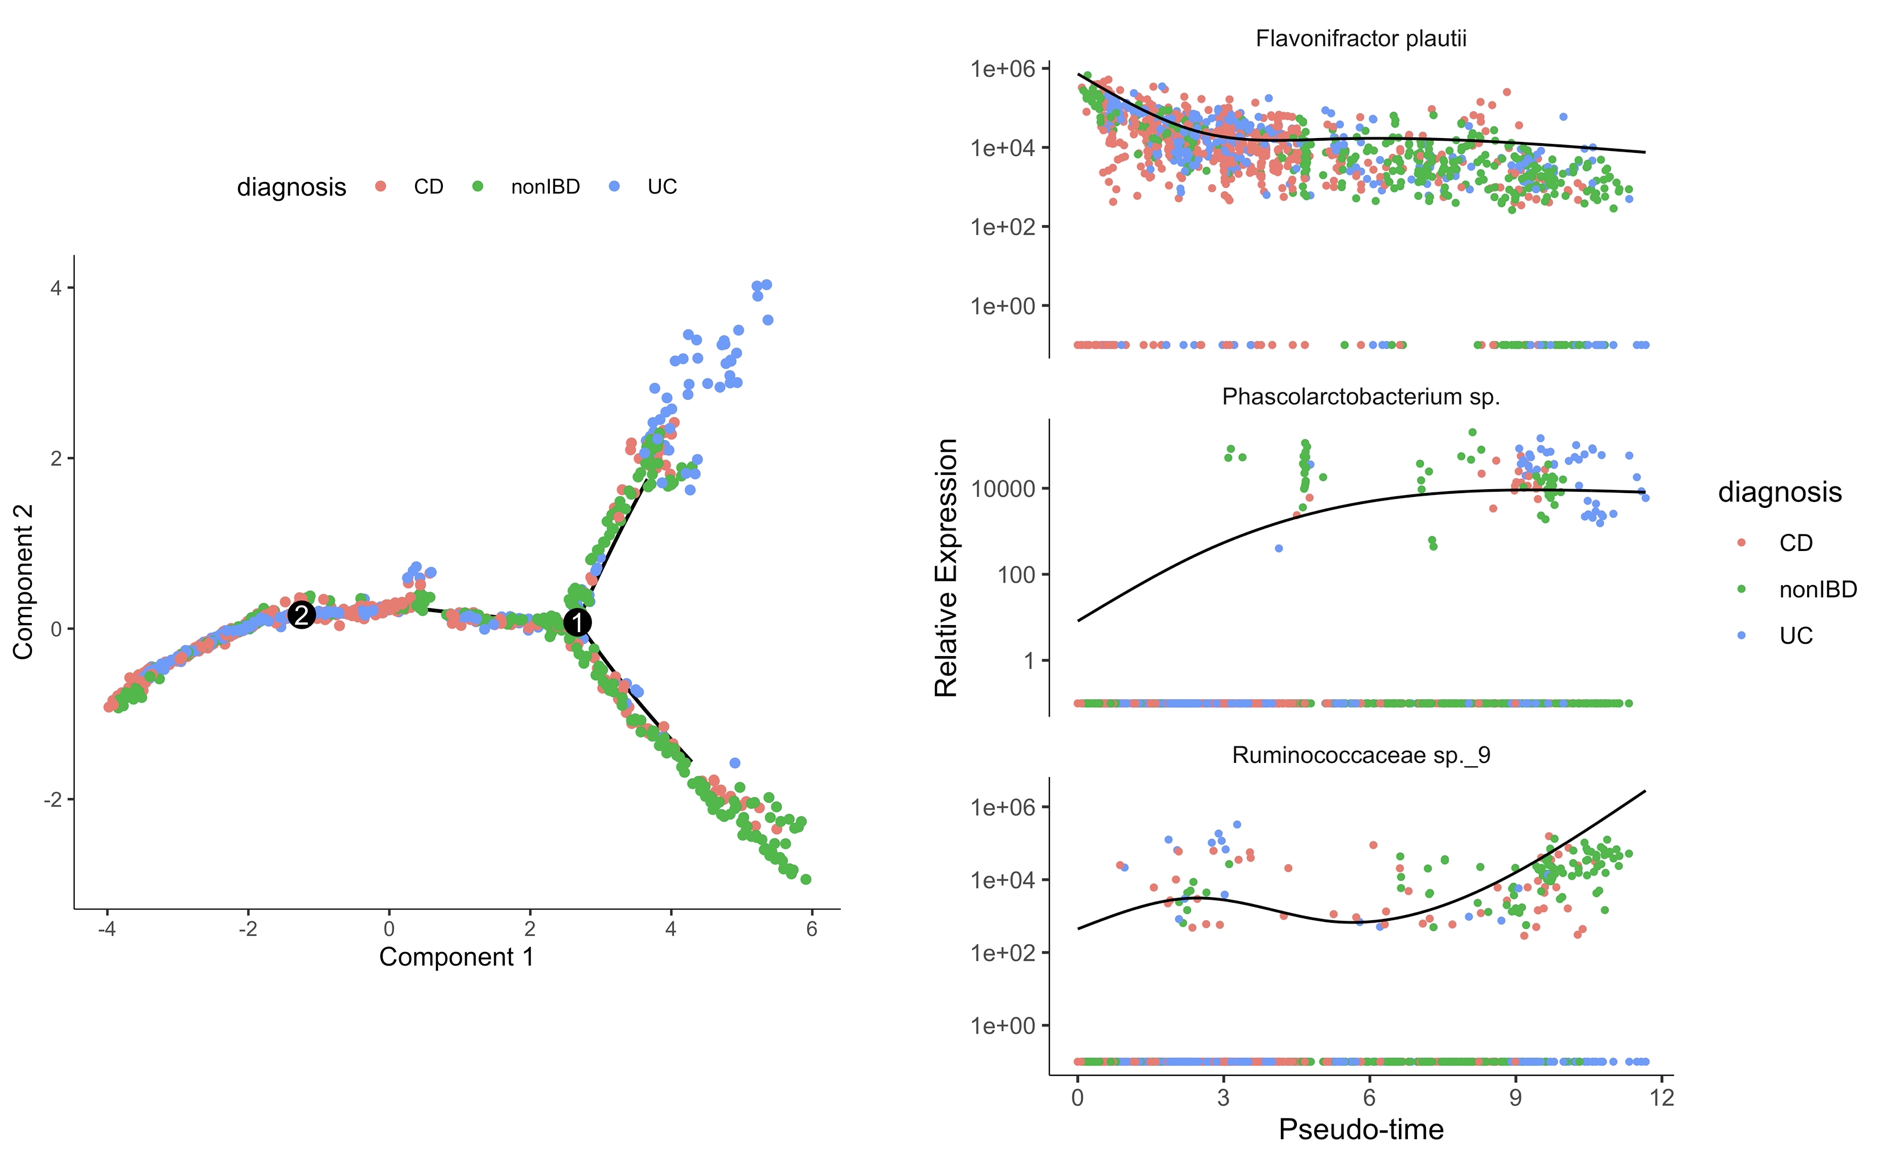 diagnosis CD nonIBD UC
4
2
0
-2
Component 2
2
1
-4 -2 0 2 4 6
Component 1
Flavonifractor plautii
1e+06
1e+04
1e+02
1e+00
Phascolarctobacterium sp.
10000
100
1
Relative Expression
Ruminococcaceae sp._9
1e+06
1e+04
1e+02
1e+00
0 3 6 9 12
Pseudo-time
diagnosis
CD
nonIBD
UC